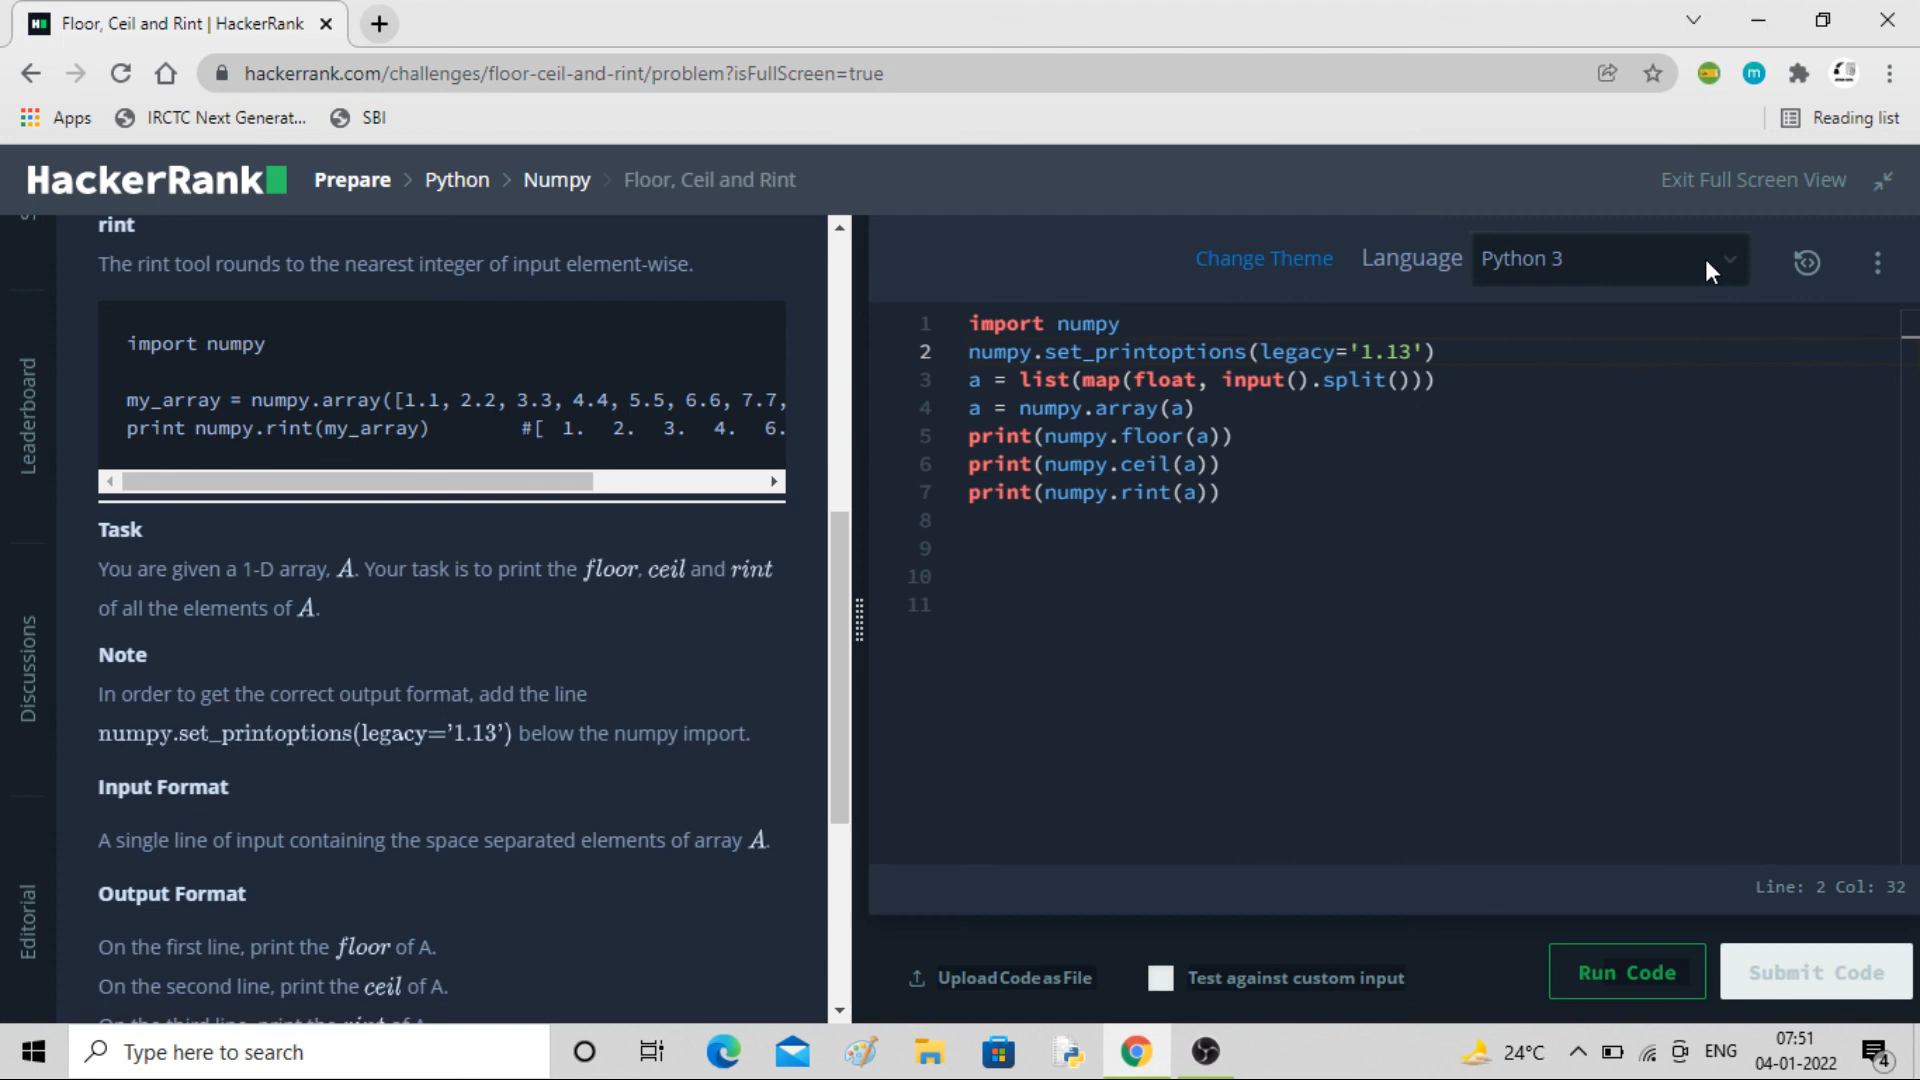 Floor, Ceil and Rint | HackerRank
hackerrank.com/challenges/floor-ceil-and-rint/problem?isFullScreen=true
m
Apps
IRCTC Next Generat...
SBI
Reading list
HackerRank
Prepare > Python > Numpy > Floor, Ceil and Rint
Exit Full Screen View
rint
The rint tool rounds to the nearest integer of input element-wise.
import numpy
my_array = numpy.array([1.1, 2.2, 3.3, 4.4, 5.5, 6.6, 7.7,
print numpy.rint(my_array) #[ 1. 2. 3. 4. 6.
Task
You are given a 1-D array, A. Your task is to print the floor, ceil and rint
of all the elements of A.
Note
In order to get the correct output format, add the line
numpy.set_printoptions(legacy='1.13') below the numpy import.
Input Format
A single line of input containing the space separated elements of array A.
Output Format
On the first line, print the floor of A.
On the second line, print the ceil of A.
On the third line, print the rint of A.
Leaderboard
Discussions
Editorial
Change Theme
Language
Python 3
1 import numpy
2 numpy.set_printoptions(legacy='1.13')
3 a = list(map(float, input().split()))
4 a = numpy.array(a)
5 print(numpy.floor(a))
6 print(numpy.ceil(a))
7 print(numpy.rint(a))
8
9
10
11
Line: 2 Col: 32
Upload Code as File
Test against custom input
Run Code
Submit Code
Type here to search
24°C
ENG
07:51
04-01-2022
4